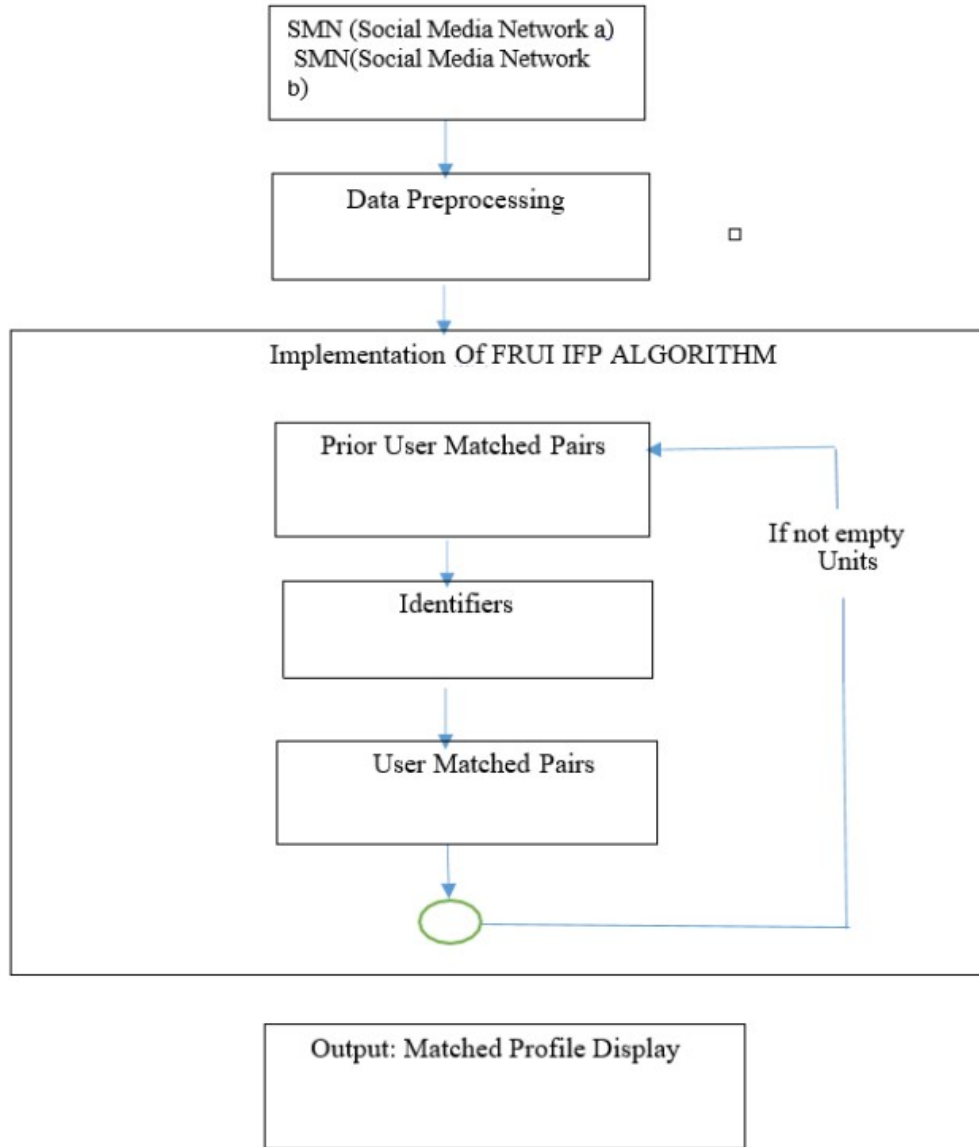 SMN (Social Media Network a)
SMN(Social Media Network
b)
Data Preprocessing
Implementation Of FRUI IFP ALGORITHM
Prior User Matched Pairs
If not empty
Units
Identifiers
User Matched Pairs
Output: Matched Profile Display